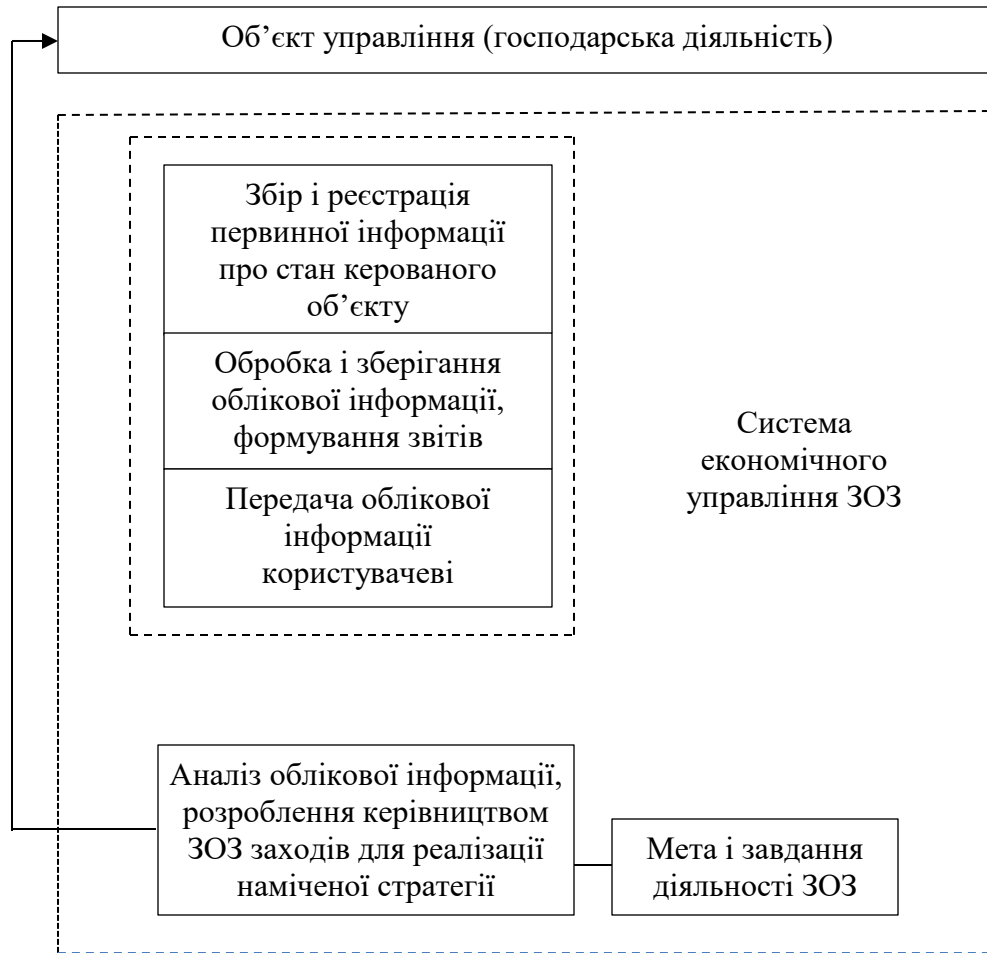 Об’єкт управління (господарська діяльність)
Збір і реєстрація
первинної інформації
про стан керованого
об’єкту
Обробка і зберігання
облікової інформації,
формування звітів
Передача облікової
інформації
користувачеві
Система
економічного
управління ЗОЗ
Аналіз облікової інформації,
розроблення керівництвом
ЗОЗ заходів для реалізації
наміченої стратегії
Мета і завдання
діяльності ЗОЗ